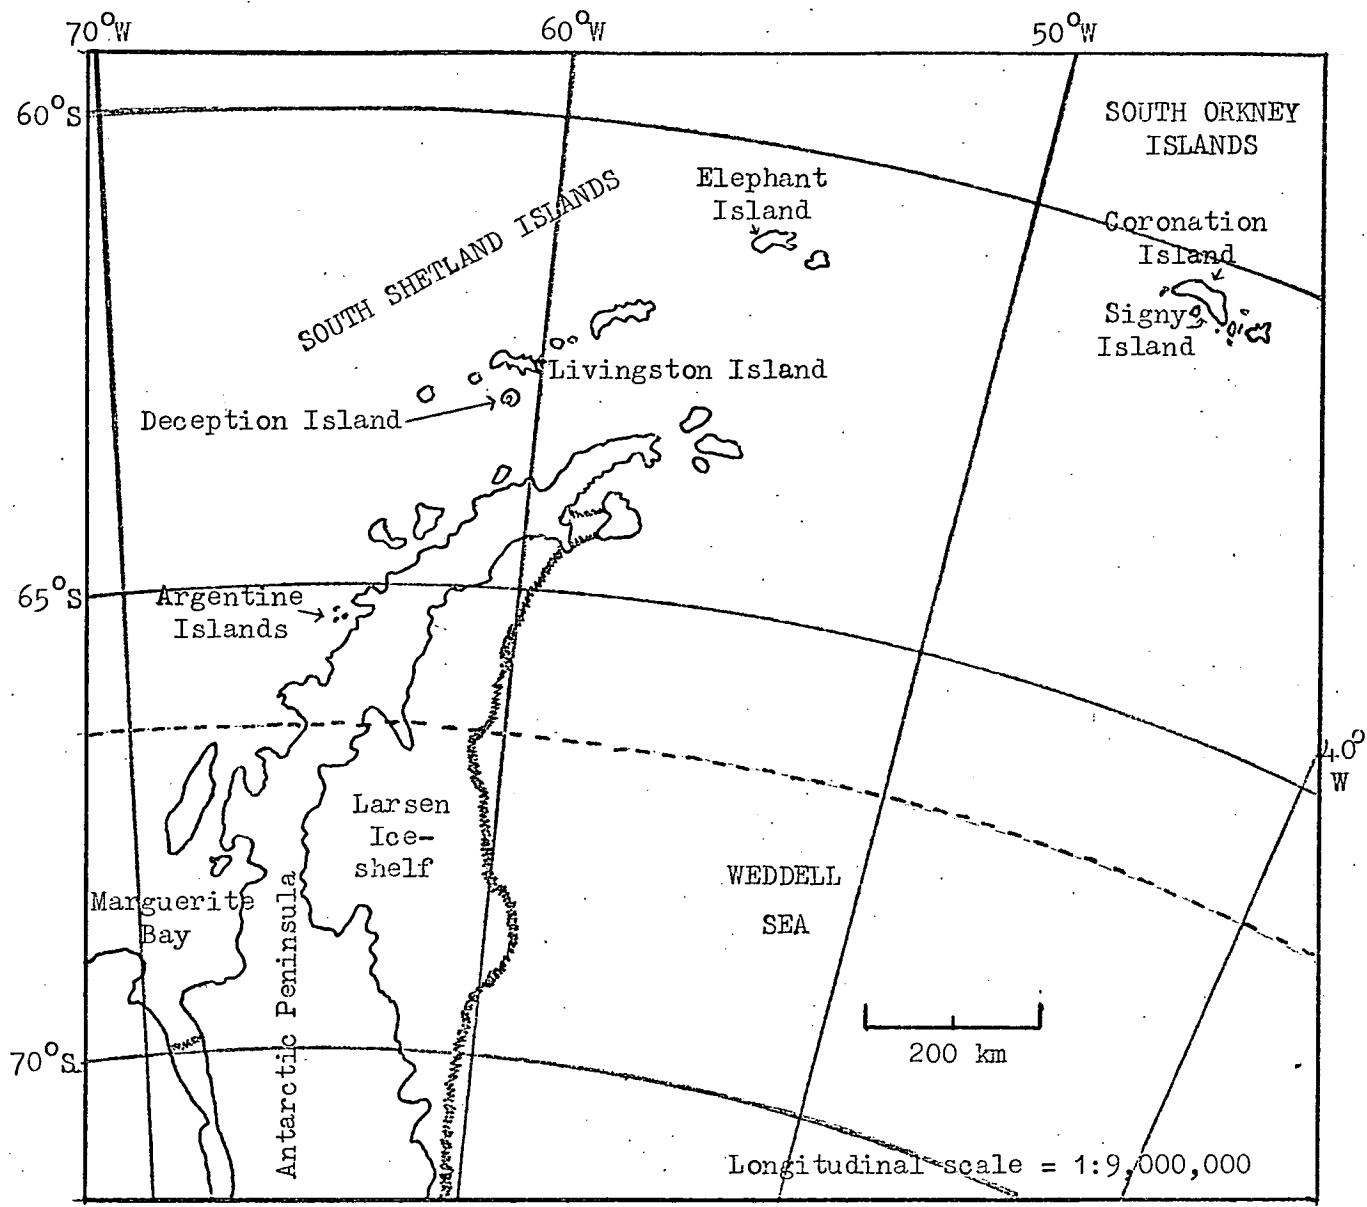 70°W
60°W
50°W
60°S
SOUTH ORKNEY
ISLANDS
Elephant
Island
SOUTH SHETLAND ISLANDS
Coronation
Island
Signy
Island
Livingston Island
Deception Island
65°S
Argentine
Islands
40°
W
Larsen
Ice-
shelf
WEDDELL
SEA
Marguerite
Bay
Antarctic Peninsula
200 km
70°S
Longitudinal scale = 1:9,000,000